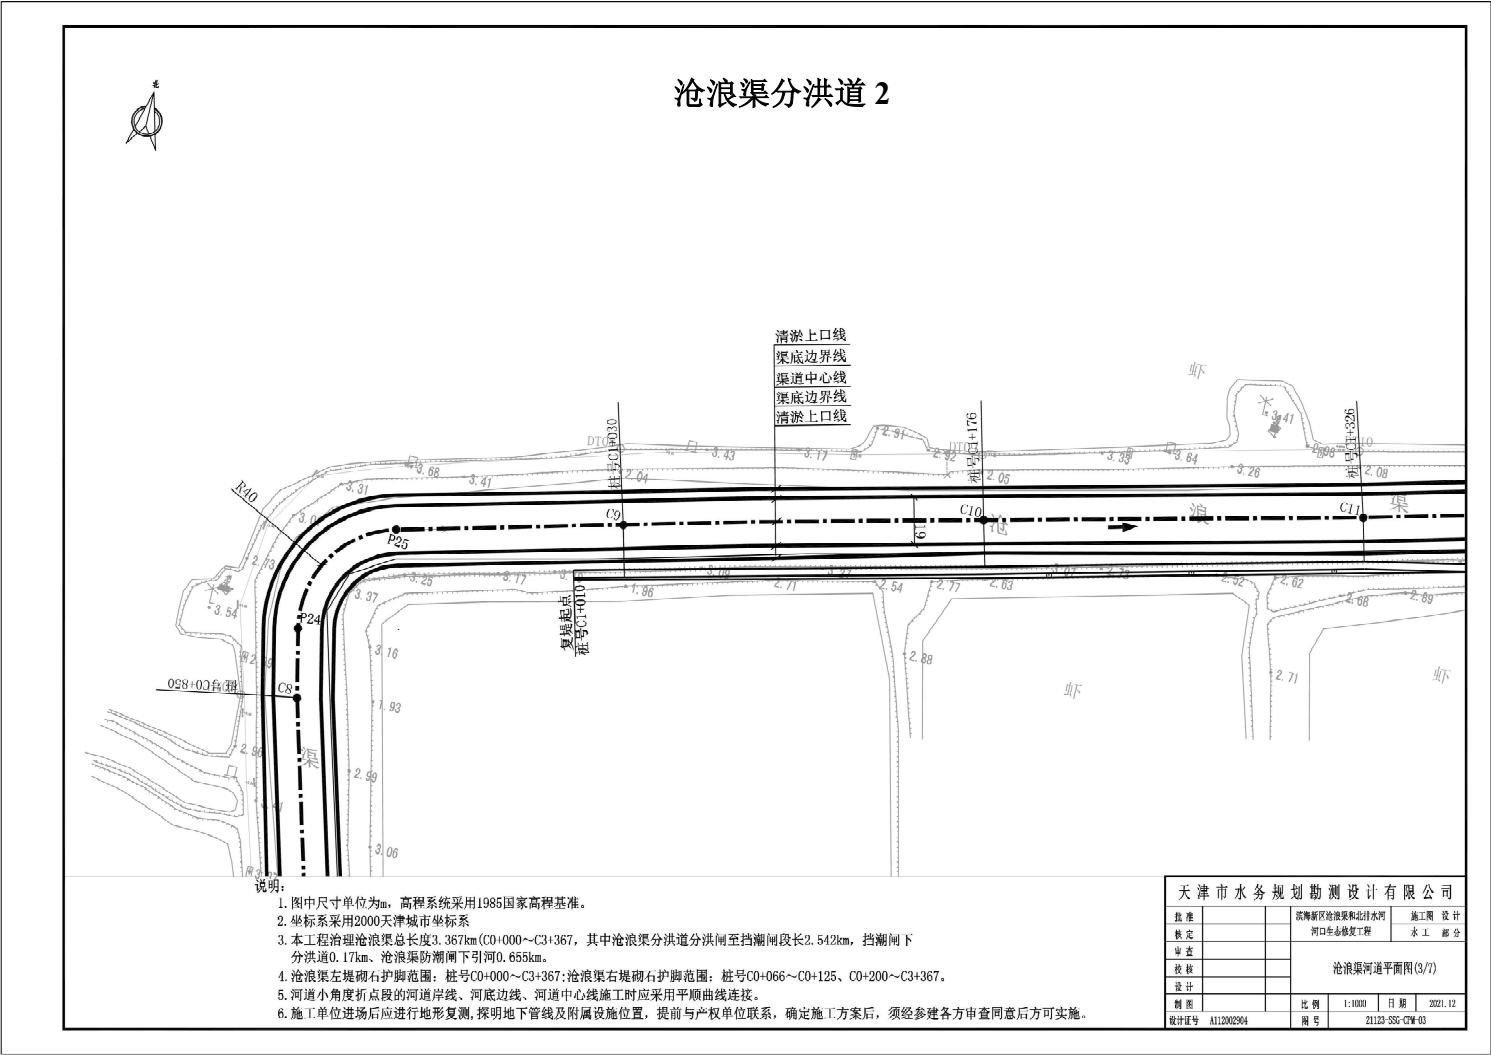 北
沧浪渠分洪道 2
清淤上口线
渠底边界线
渠道中心线
渠底边界线
清淤上口线
虾
桩号C1+030
桩号C1+176
桩号C1+326
3.41
2.91
2.92
3.43
3.17
3.35
3.64
3.26
2.08
2.05
2.04
3.68
3.41
3.31
R40
P25
C9
C10
C11
沧
浪
渠
19
2.73
3.54
P24
3.25
3.17
3.37
1.96
2.71
2.54
2.77
2.63
2.52
2.62
2.68
2.89
复堤起点
桩号C1+010
3.16
2.88
2.71
桩号C0+850
C8
1.93
虾
虾
2.96
渠
2.99
3.06
说明:
1.图中尺寸单位为m，高程系统采用1985国家高程基准。
2.坐标系采用2000天津城市坐标系
3.本工程治理沧浪渠总长度3.367km(C0+000～C3+367，其中沧浪渠分洪道分洪闸至挡潮闸段长2.542km，挡潮闸下
分洪道0.17km、沧浪渠防潮闸下引河0.655km。
4.沧浪渠左堤砌石护脚范围：桩号C0+000～C3+367;沧浪渠右堤砌石护脚范围：桩号C0+066～C0+125、C0+200～C3+367。
5.河道小角度折点段的河道岸线、河底边线、河道中心线施工时应采用平顺曲线连接。
6.施工单位进场后应进行地形复测,探明地下管线及附属设施位置，提前与产权单位联系，确定施工方案后，须经参建各方审查同意后方可实施。
天津市水务规划勘测设计有限公司
批准
核定
审查
校核
设计
制图
设计证号 A112002904
滨海新区沧浪渠和北排水河
河口生态修复工程
施工图 设计
水工 部分
沧浪渠河道平面图(3/7)
比例 1:1000 日期 2021.12
图号 21123-SSG-CPM-03